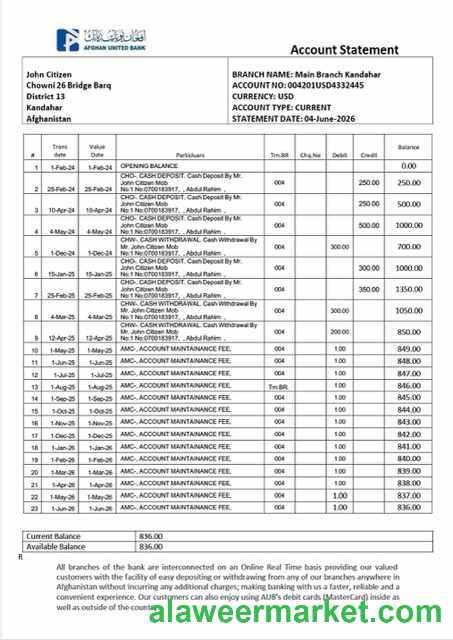 افغان یونایتد بانک
AFGHAN UNITED BANK
Account Statement
John Citizen
Chowni 26 Bridge Barq
District 13
Kandahar
Afghanistan
BRANCH NAME: Main Branch Kandahar
ACCOUNT NO: 004201USD4332445
CURRENCY: USD
ACCOUNT TYPE: CURRENT
STATEMENT DATE: 04-June-2026
# Trans date Value Date Particluars Trn.BR Chq.No Debit Credit Balance
1 1-Feb-24 1-Feb-24 OPENING BALANCE 0.00
CHO-. CASH DEPOSIT. Cash Deposit By Mr.
John Citizen Mob
2 25-Feb-24 25-Feb-24 No:1 No:0700183917, , Abdul Rahim , 004 250.00 250.00
CHO-. CASH DEPOSIT. Cash Deposit By Mr.
John Citizen Mob
3 10-Apr-24 10-Apr-24 No:1 No:0700183917, , Abdul Rahim , 004 250.00 500.00
CHO-. CASH DEPOSIT. Cash Deposit By Mr.
John Citizen Mob
4 4-May-24 4-May-24 No:1 No:0700183917, , Abdul Rahim , 004 500.00 1000.00
CHW-. CASH WITHDRAWAL. Cash Withdrawal By
Mr. John Citizen Mob
5 1-Dec-24 1-Dec-24 No:1 No:0700183917, , Abdul Rahim , 004 300.00 700.00
CHO-. CASH DEPOSIT. Cash Deposit By Mr.
John Citizen Mob
6 15-Jan-25 15-Jan-25 No:1 No:0700183917, , Abdul Rahim , 004 300.00 1000.00
CHO-. CASH DEPOSIT. Cash Deposit By Mr.
John Citizen Mob
7 25-Feb-25 25-Feb-25 No:1 No:0700183917, , Abdul Rahim , 004 350.00 1350.00
CHW-. CASH WITHDRAWAL. Cash Withdrawal By
Mr. John Citizen Mob
8 4-Mar-25 4-Mar-25 No:1 No:0700183917, , Abdul Rahim , 004 300.00 1050.00
CHW-. CASH WITHDRAWAL. Cash Withdrawal By
Mr. John Citizen Mob
9 12-Apr-25 12-Apr-25 No:1 No:0700183917, , Abdul Rahim , 004 200.00 850.00
10 1-May-25 1-May-25 AMC-, ACCOUNT MAINTAINANCE FEE, 004 1.00 849.00
11 1-Jun-25 1-Jun-25 AMC-, ACCOUNT MAINTAINANCE FEE, 004 1.00 848.00
12 1-Jul-25 1-Jul-25 AMC-, ACCOUNT MAINTAINANCE FEE, 004 1.00 847.00
13 1-Aug-25 1-Aug-25 AMC-, ACCOUNT MAINTAINANCE FEE, Trn.BR. 1.00 846.00
14 1-Sep-25 1-Sep-25 AMC-, ACCOUNT MAINTAINANCE FEE, 004 1.00 845.00
15 1-Oct-25 1-Oct-25 AMC-, ACCOUNT MAINTAINANCE FEE, 004 1.00 844.00
16 1-Nov-25 1-Nov-25 AMC-, ACCOUNT MAINTAINANCE FEE, 004 1.00 843.00
17 1-Dec-25 1-Dec-25 AMC-, ACCOUNT MAINTAINANCE FEE, 004 1.00 842.00
18 1-Jan-26 1-Jan-26 AMC-, ACCOUNT MAINTAINANCE FEE, 004 1.00 841.00
19 1-Feb-26 1-Feb-26 AMC-, ACCOUNT MAINTAINANCE FEE, 004 1.00 840.00
20 1-Mar-26 1-Mar-26 AMC-, ACCOUNT MAINTAINANCE FEE, 004 1.00 839.00
21 1-Apr-26 1-Apr-26 AMC-, ACCOUNT MAINTAINANCE FEE, 004 1.00 838.00
22 1-May-26 1-May-26 AMC-, ACCOUNT MAINTAINANCE FEE, 004 1.00 837.00
23 1-Jun-26 1-Jun-26 AMC-, ACCOUNT MAINTAINANCE FEE, 004 1.00 836.00
Current Balance 836.00
Available Balance 836.00
R
All branches of the bank are interconnected on an Online Real Time basis providing our valued
customers with the facility of easy depositing or withdrawing from any of our branches anywhere in
Afghanistan without incurring any additional charges; making banking with us a faster, reliable and a
convenient experience. Our customers can also enjoy using AUB's debit cards (MasterCard) inside as
well as outside of the
alaweermarket.com